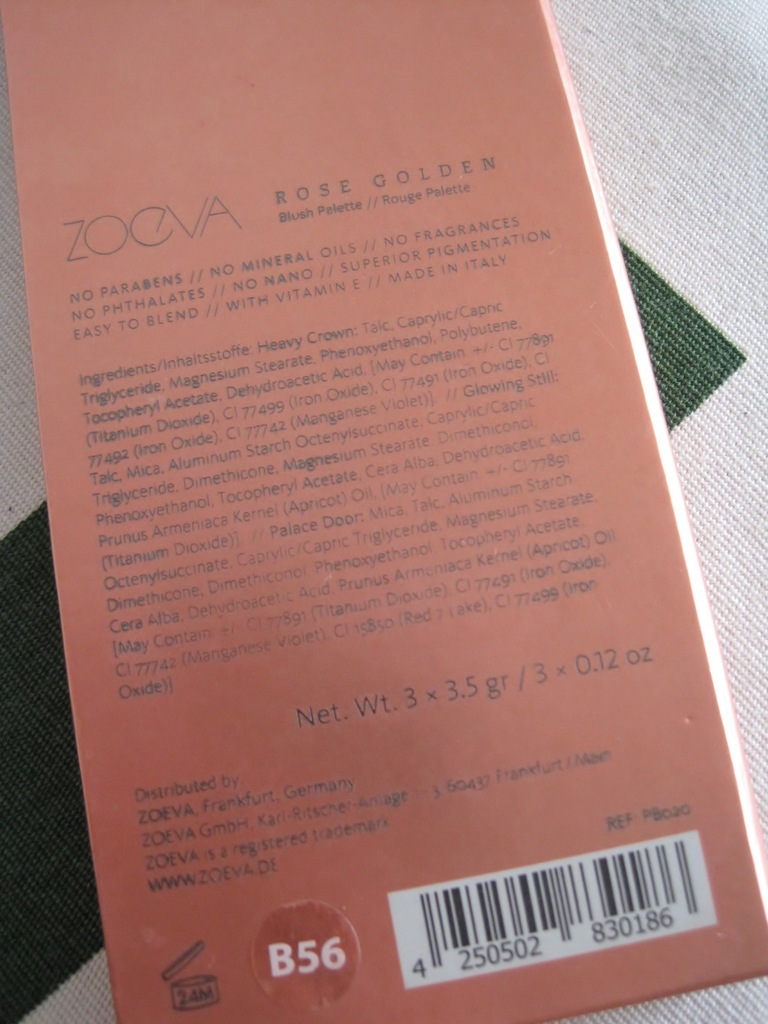 ZOEVA
ROSE GOLDEN
Blush Palette // Rouge Palette
NO PARABENS // NO MINERAL OILS // NO FRAGRANCES
NO PHTHALATES // NO NANO // SUPERIOR PIGMENTATION
EASY TO BLEND // WITH VITAMIN E // MADE IN ITALY
Ingredients/Inhaltsstoffe: Heavy Crown: Talc, Caprylic/Capric
Triglyceride, Magnesium Stearate, Phenoxyethanol, Polybutene,
Tocopheryl Acetate, Dehydroacetic Acid, [May Contain +/- CI 77891
(Titanium Dioxide), CI 77499 (Iron Oxide), CI 77491 (Iron Oxide), CI
77492 (Iron Oxide), CI 77742 (Manganese Violet)]. // Glowing Still:
Talc, Mica, Aluminum Starch Octenylsuccinate, Caprylic/Capric
Triglyceride, Dimethicone, Magnesium Stearate, Dimethiconol,
Phenoxyethanol, Tocopheryl Acetate, Cera Alba, Dehydroacetic Acid,
Prunus Armeniaca Kernel (Apricot) Oil, [May Contain: +/- CI 77891
(Titanium Dioxide)] // Palace Door: Mica, Talc, Aluminum Starch
Octenylsuccinate, Caprylic/Capric Triglyceride, Magnesium Stearate,
Dimethicone, Dimethiconol, Phenoxyethanol, Tocopheryl Acetate,
Cera Alba, Dehydroacetic Acid, Prunus Armeniaca Kernel (Apricot) Oil,
[May Contain: +/- CI 77891 (Titanium Dioxide), CI 77491 (Iron Oxide),
CI 77742 (Manganese Violet), CI 15850 (Red 7 Lake), CI 77499 (Iron
Oxide)]
Net. Wt. 3 × 3.5 gr / 3 × 0.12 oz
Distributed by
ZOEVA, Frankfurt, Germany
ZOEVA GmbH, Karl-Ritscher-Anlage 1-3, 60437 Frankfurt / Main
ZOEVA is a registered trademark
WWW.ZOEVA.DE
REF: PB020
24M
B56
4 250502 830186